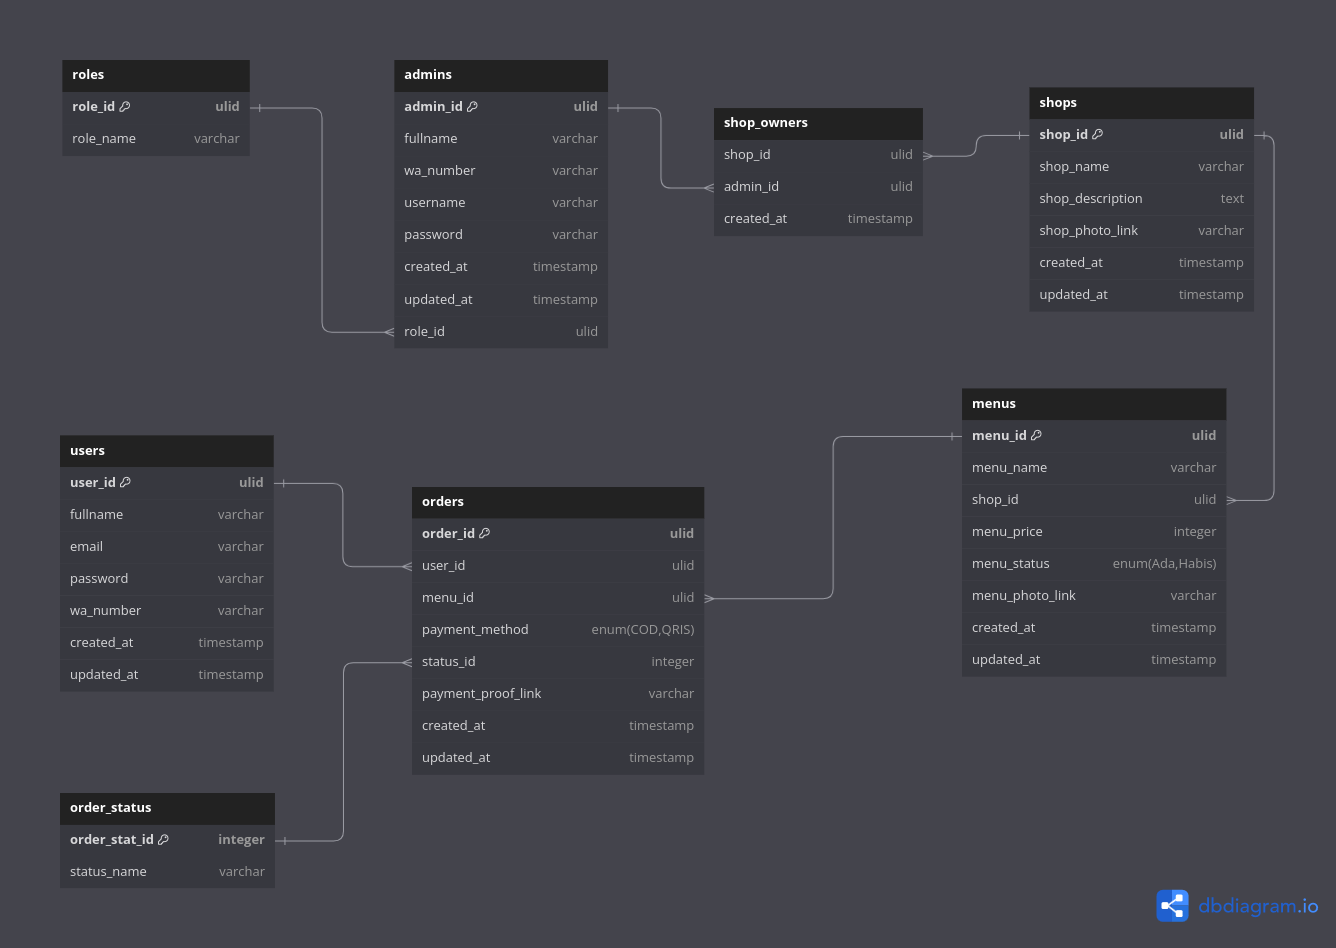 roles
role_id ulid
role_name varchar
admins
admin_id ulid
fullname varchar
wa_number varchar
username varchar
password varchar
created_at timestamp
updated_at timestamp
role_id ulid
shop_owners
shop_id ulid
admin_id ulid
created_at timestamp
shops
shop_id ulid
shop_name varchar
shop_description text
shop_photo_link varchar
created_at timestamp
updated_at timestamp
users
user_id ulid
fullname varchar
email varchar
password varchar
wa_number varchar
created_at timestamp
updated_at timestamp
orders
order_id ulid
user_id ulid
menu_id ulid
payment_method enum(COD,QRIS)
status_id integer
payment_proof_link varchar
created_at timestamp
updated_at timestamp
menus
menu_id ulid
menu_name varchar
shop_id ulid
menu_price integer
menu_status enum(Ada,Habis)
menu_photo_link varchar
created_at timestamp
updated_at timestamp
order_status
order_stat_id integer
status_name varchar
dbdiagram.io